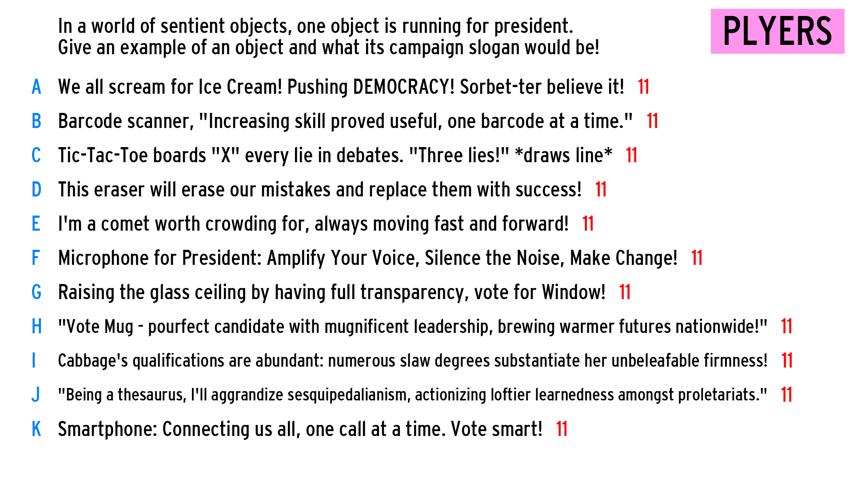 In a world of sentient objects, one object is running for president.
Give an example of an object and what its campaign slogan would be!
PLYERS
A We all scream for Ice Cream! Pushing DEMOCRACY! Sorbet-ter believe it! 11
B Barcode scanner, "Increasing skill proved useful, one barcode at a time." 11
C Tic-Tac-Toe boards "X" every lie in debates. "Three lies!" *draws line* 11
D This eraser will erase our mistakes and replace them with success! 11
E I'm a comet worth crowding for, always moving fast and forward! 11
F Microphone for President: Amplify Your Voice, Silence the Noise, Make Change! 11
G Raising the glass ceiling by having full transparency, vote for Window! 11
H "Vote Mug - pourfect candidate with mugnificent leadership, brewing warmer futures nationwide!" 11
I Cabbage's qualifications are abundant: numerous slaw degrees substantiate her unbeleafable firmness! 11
J "Being a thesaurus, I'll aggrandize sesquipedalianism, actionizing loftier learnedness amongst proletariats." 11
K Smartphone: Connecting us all, one call at a time. Vote smart! 11